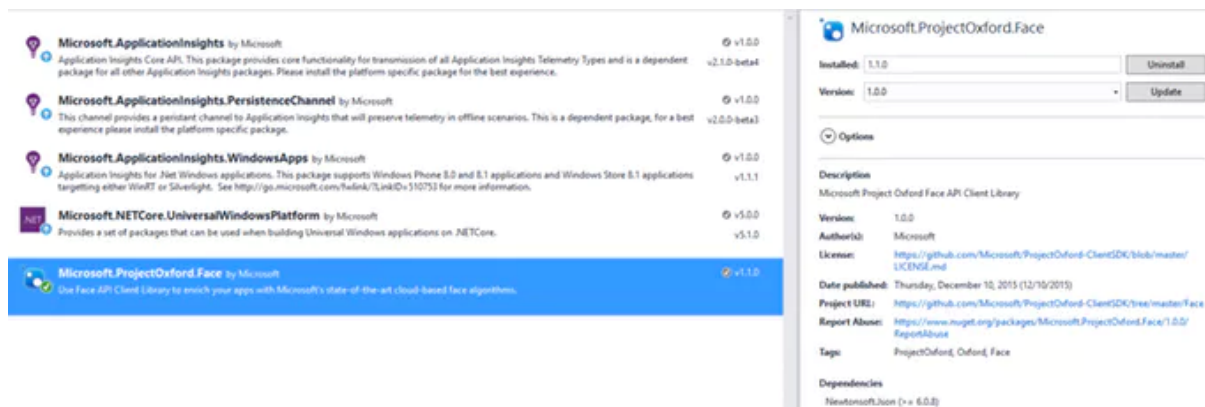 Microsoft.ApplicationInsights by Microsoft
v1.0.0
Application Insights Core API. This package provides core functionality for transmission of all Application Insights Telemetry Types and is a dependent
package for all other Application Insights packages. Please install the platform specific package for the best experience.
v2.1.0-beta4
Microsoft.ApplicationInsights.PersistenceChannel by Microsoft
v1.0.0
This channel provides a peristant channel to Application Insights that will preserve telemetry in offline scenarios. This is a dependent package, for a best
experience please install the platform specific package.
v2.0.0-beta3
Microsoft.ApplicationInsights.WindowsApps by Microsoft
v1.0.0
Application Insights for .Net Windows applications. This package supports Windows Phone 8.0 and 8.1 applications and Windows Store 8.1 applications
targetting either WinRT or Silverlight. See http://go.microsoft.com/fwlink/?LinkID=510753 for more information.
v1.1.1
.NET
Microsoft.NETCore.UniversalWindowsPlatform by Microsoft
v5.0.0
Provides a set of packages that can be used when building Universal Windows applications on .NETCore.
v5.1.0
Microsoft.ProjectOxford.Face by Microsoft
v1.1.0
Use Face API Client Library to enrich your apps with Microsoft's state-of-the-art cloud-based face algorithms.
Microsoft.ProjectOxford.Face
Installed: 1.1.0 Uninstall
Version: 1.0.0 Update
Options
Description
Microsoft Project Oxford Face API Client Library
Version: 1.0.0
Author(s): Microsoft
License: https://github.com/Microsoft/ProjectOxford-ClientSDK/blob/master/
LICENSE.md
Date published: Thursday, December 10, 2015 (12/10/2015)
Project URL: https://github.com/Microsoft/ProjectOxford-ClientSDK/tree/master/Face
Report Abuse: https://www.nuget.org/packages/Microsoft.ProjectOxford.Face/1.0.0/
ReportAbuse
Tags: ProjectOxford, Oxford, Face
Dependencies
Newtonsoft.Json (>= 6.0.8)